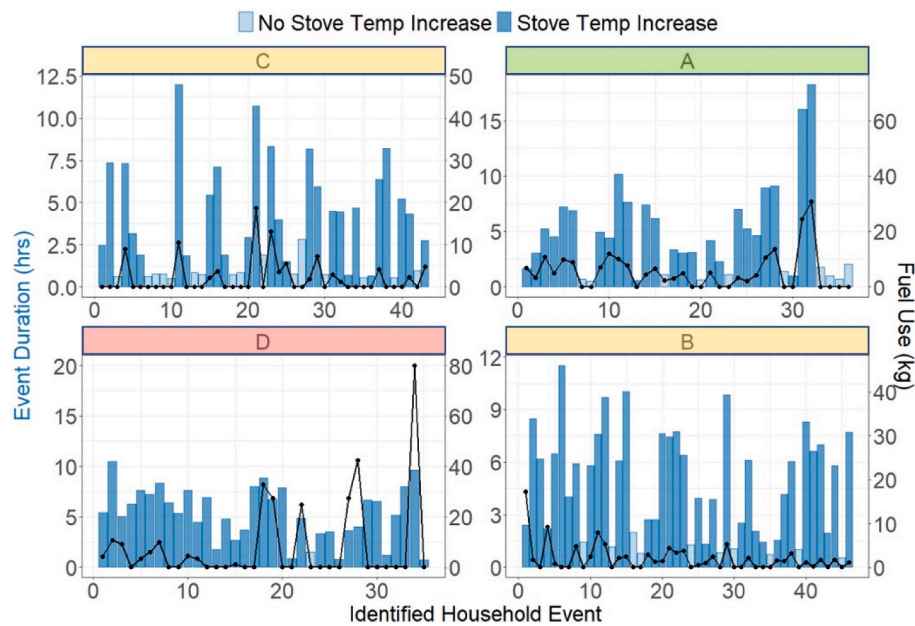 No Stove Temp Increase Stove Temp Increase
C A
12.5 50
10.0 40
7.5 30
5.0 20
2.5 10
0.0 0
0 10 20 30 40
15 60
10 40
5 20
0 0
0 10 20 30
D B
20 80
15 60
10 40
5 20
0 0
0 10 20 30
12 40
9 30
6 20
3 10
0 0
0 10 20 30 40
Event Duration (hrs)
Fuel Use (kg)
Identified Household Event